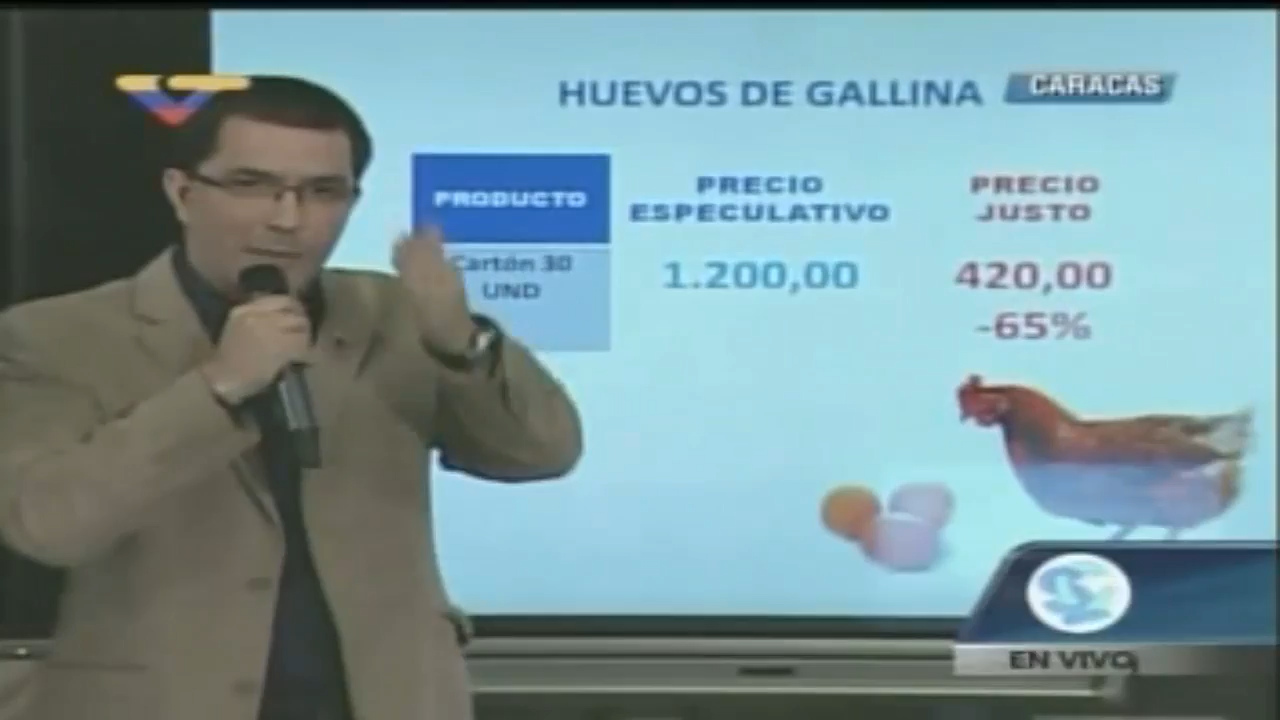 HUEVOS DE GALLINA
CARACAS
PRODUCTO
PRECIO
ESPECULATIVO
PRECIO
JUSTO
Cartón 30
UND
1.200,00
420,00
-65%
EN VIVO